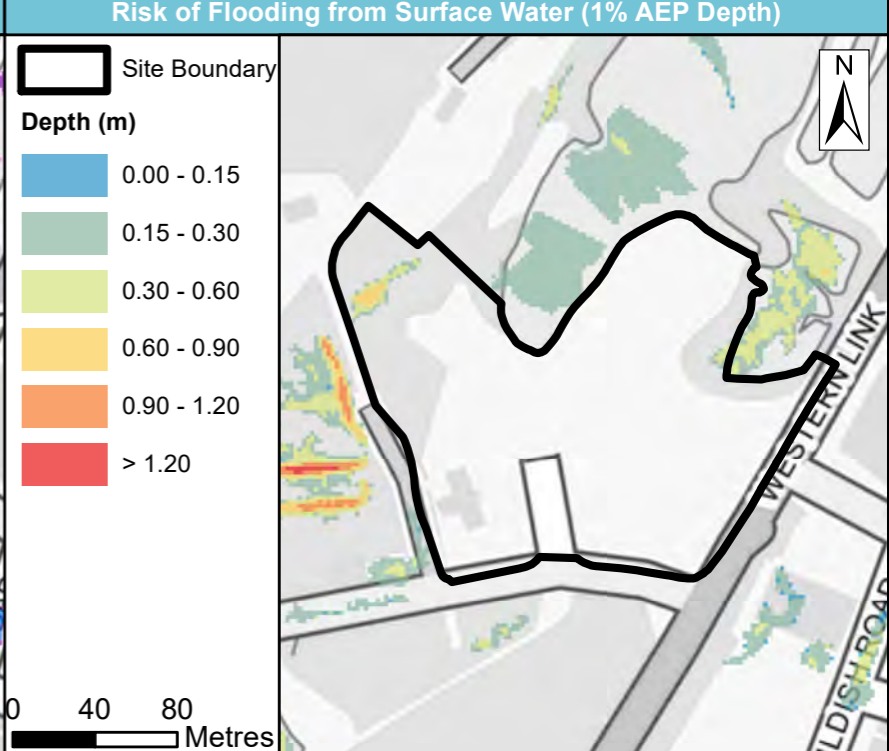 Risk of Flooding from Surface Water (1% AEP Depth)
Site Boundary
Depth (m)
0.00 - 0.15
0.15 - 0.30
0.30 - 0.60
0.60 - 0.90
0.90 - 1.20
> 1.20
0 40 80
Metres
N
WESTERN LINK
LDISH ROAD